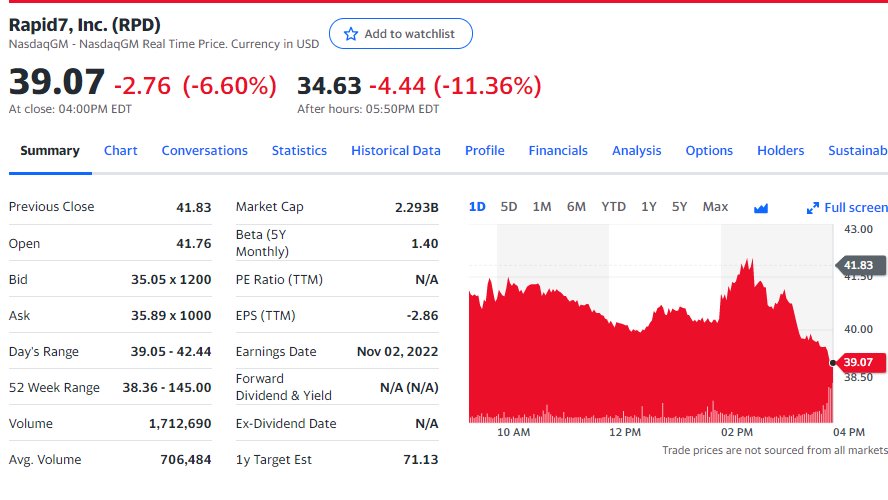 Rapid7, Inc. (RPD)
NasdaqGM - NasdaqGM Real Time Price. Currency in USD
Add to watchlist
39.07 -2.76 (-6.60%)
At close: 04:00PM EDT
34.63 -4.44 (-11.36%)
After hours: 05:50PM EDT
Summary Chart Conversations Statistics Historical Data Profile Financials Analysis Options Holders Sustainab
Previous Close 41.83
Open 41.76
Bid 35.05 x 1200
Ask 35.89 x 1000
Day's Range 39.05 - 42.44
52 Week Range 38.36 - 145.00
Volume 1,712,690
Avg. Volume 706,484
Market Cap 2.293B
Beta (5Y
Monthly) 1.40
PE Ratio (TTM) N/A
EPS (TTM) -2.86
Earnings Date Nov 02, 2022
Forward
Dividend & Yield N/A (N/A)
Ex-Dividend Date N/A
1y Target Est 71.13
1D 5D 1M 6M YTD 1Y 5Y Max Full screen
43.00
41.83
41.50
40.00
39.07
38.50
10 AM 12 PM 02 PM 04 PM
Trade prices are not sourced from all markets